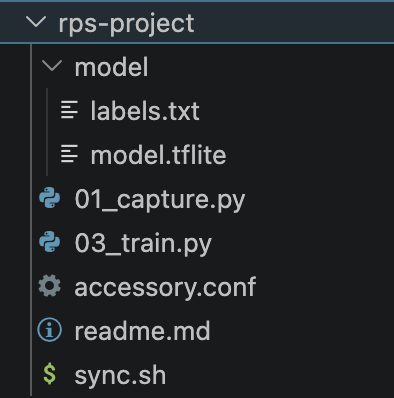 rps-project
model
labels.txt
model.tflite
01_capture.py
03_train.py
accessory.conf
readme.md
$ sync.sh